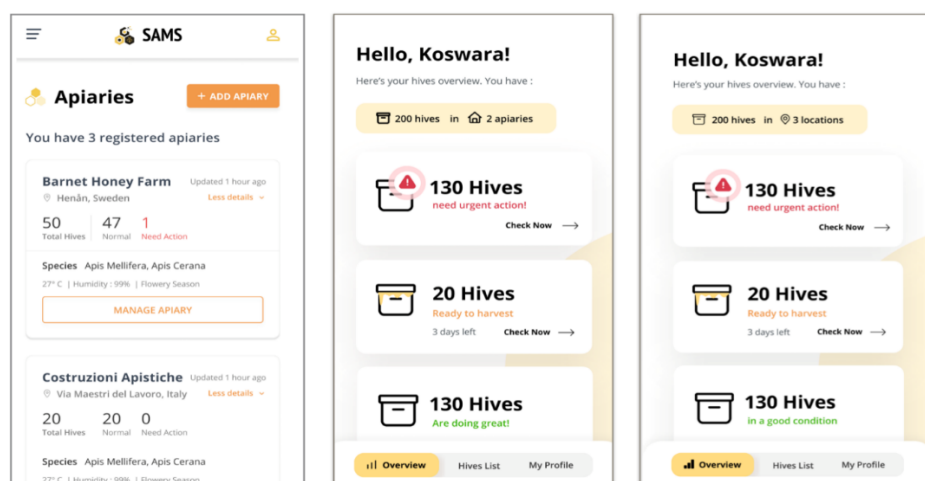 SAMS
Apiaries
+ ADD APIARY
You have 3 registered apiaries
Barnet Honey Farm Updated 1 hour ago
Henån, Sweden Less details
50 47 1
Total Hives Normal Need Action
Species Apis Mellifera, Apis Cerana
27° C | Humidity : 99% | Flowery Season
MANAGE APIARY
Costruzioni Apistiche Updated 1 hour ago
Via Maestri del Lavoro, Italy Less details
20 20 0
Total Hives Normal Need Action
Species Apis Mellifera, Apis Cerana
27° C | Humidity : 99% | Flowery Season
Hello, Koswara!
Here's your hives overview. You have :
200 hives in 2 apiaries
130 Hives
need urgent action!
Check Now
20 Hives
Ready to harvest
3 days left Check Now
130 Hives
Are doing great!
Overview Hives List My Profile
Hello, Koswara!
Here's your hives overview. You have :
200 hives in 3 locations
130 Hives
need urgent action!
Check Now
20 Hives
Ready to harvest
3 days left Check Now
130 Hives
in a good condition
Overview Hives List My Profile